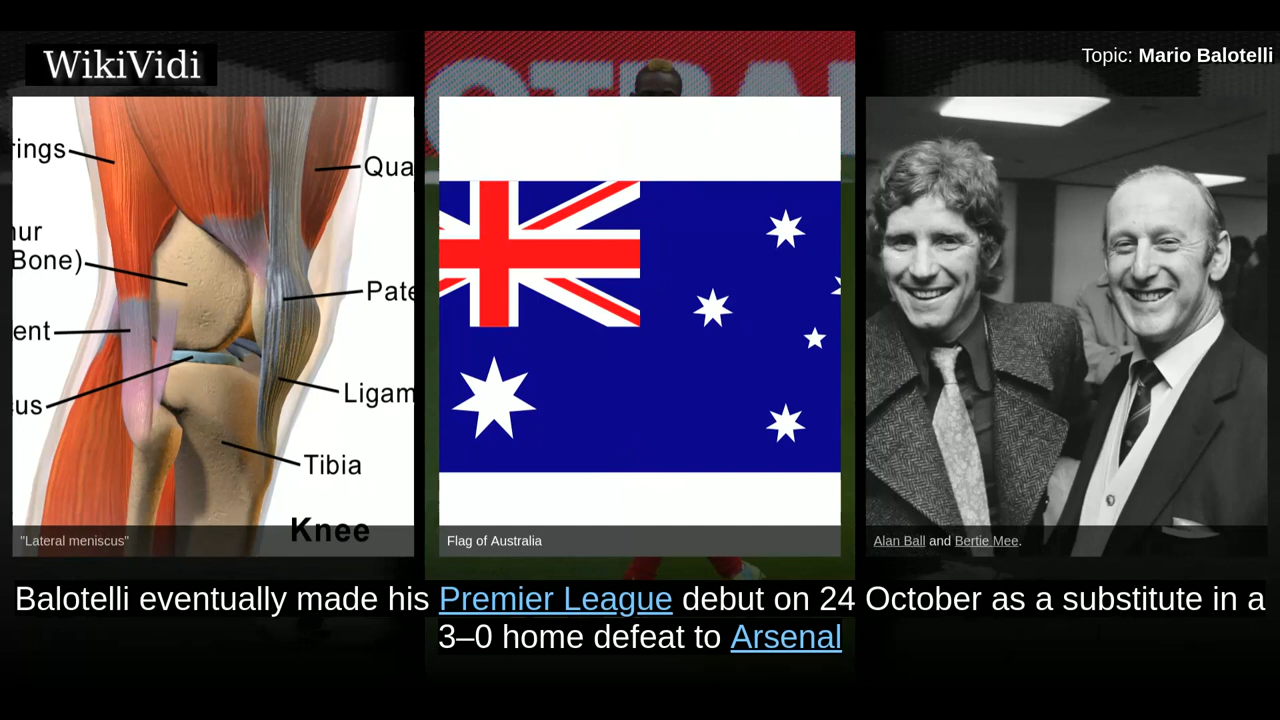 WikiVidi
Topic: Mario Balotelli
rings
Qua
nur
Bone)
Pate
ent
Ligam
cus
Tibia
Knee
"Lateral meniscus"
Flag of Australia
Alan Ball and Bertie Mee.
Balotelli eventually made his Premier League debut on 24 October as a substitute in a
3–0 home defeat to Arsenal